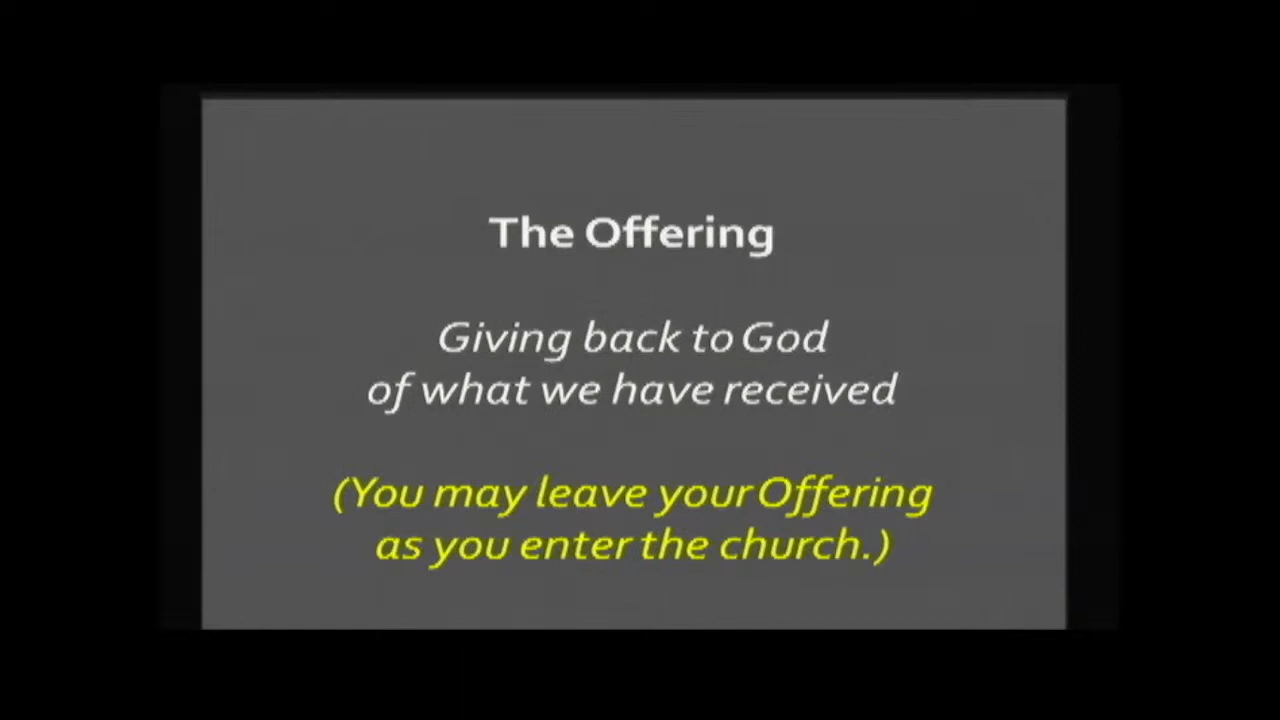 The Offering
Giving back to God
of what we have received
(You may leave your Offering
as you enter the church.)